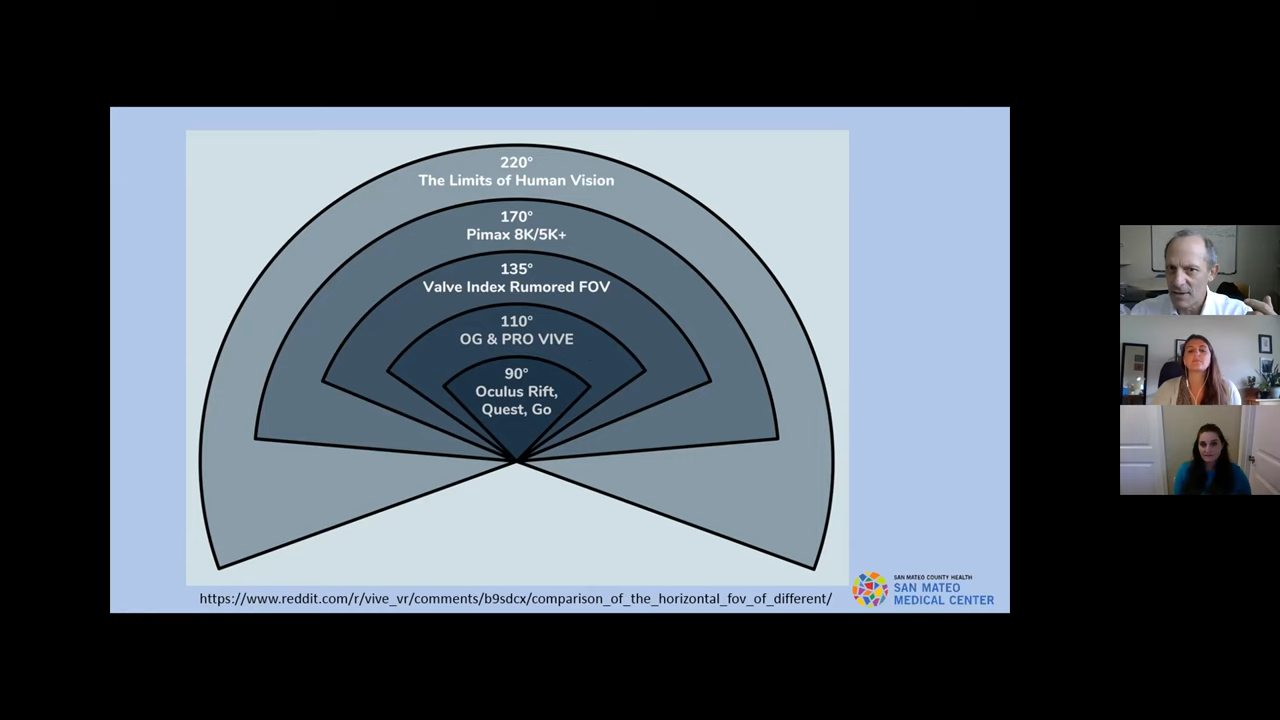 220°
The Limits of Human Vision
170°
Pimax 8K/5K+
135°
Valve Index Rumored FOV
110°
OG & PRO VIVE
90°
Oculus Rift,
Quest, Go
https://www.reddit.com/r/vive_vr/comments/b9sdcx/comparison_of_the_horizontal_fov_of_different/
SAN MATEO COUNTY HEALTH
SAN MATEO
MEDICAL CENTER